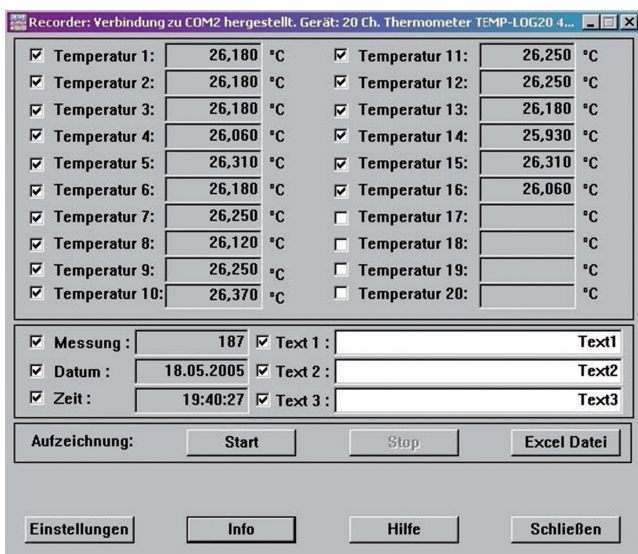 Recorder: Verbindung zu COM2 hergestellt. Gerät: 20 Ch. Thermometer TEMP-LOG20 4...
Temperatur 1: 26,180 °C Temperatur 11: 26,250 °C
Temperatur 2: 26,180 °C Temperatur 12: 26,250 °C
Temperatur 3: 26,180 °C Temperatur 13: 26,180 °C
Temperatur 4: 26,060 °C Temperatur 14: 25,930 °C
Temperatur 5: 26,310 °C Temperatur 15: 26,310 °C
Temperatur 6: 26,180 °C Temperatur 16: 26,060 °C
Temperatur 7: 26,250 °C Temperatur 17: °C
Temperatur 8: 26,120 °C Temperatur 18: °C
Temperatur 9: 26,250 °C Temperatur 19: °C
Temperatur 10: 26,370 °C Temperatur 20: °C
Messung : 187 Text 1 : Text1
Datum : 18.05.2005 Text 2 : Text2
Zeit : 19:40:27 Text 3 : Text3
Aufzeichnung: Start Stop Excel Datei
Einstellungen Info Hilfe Schließen